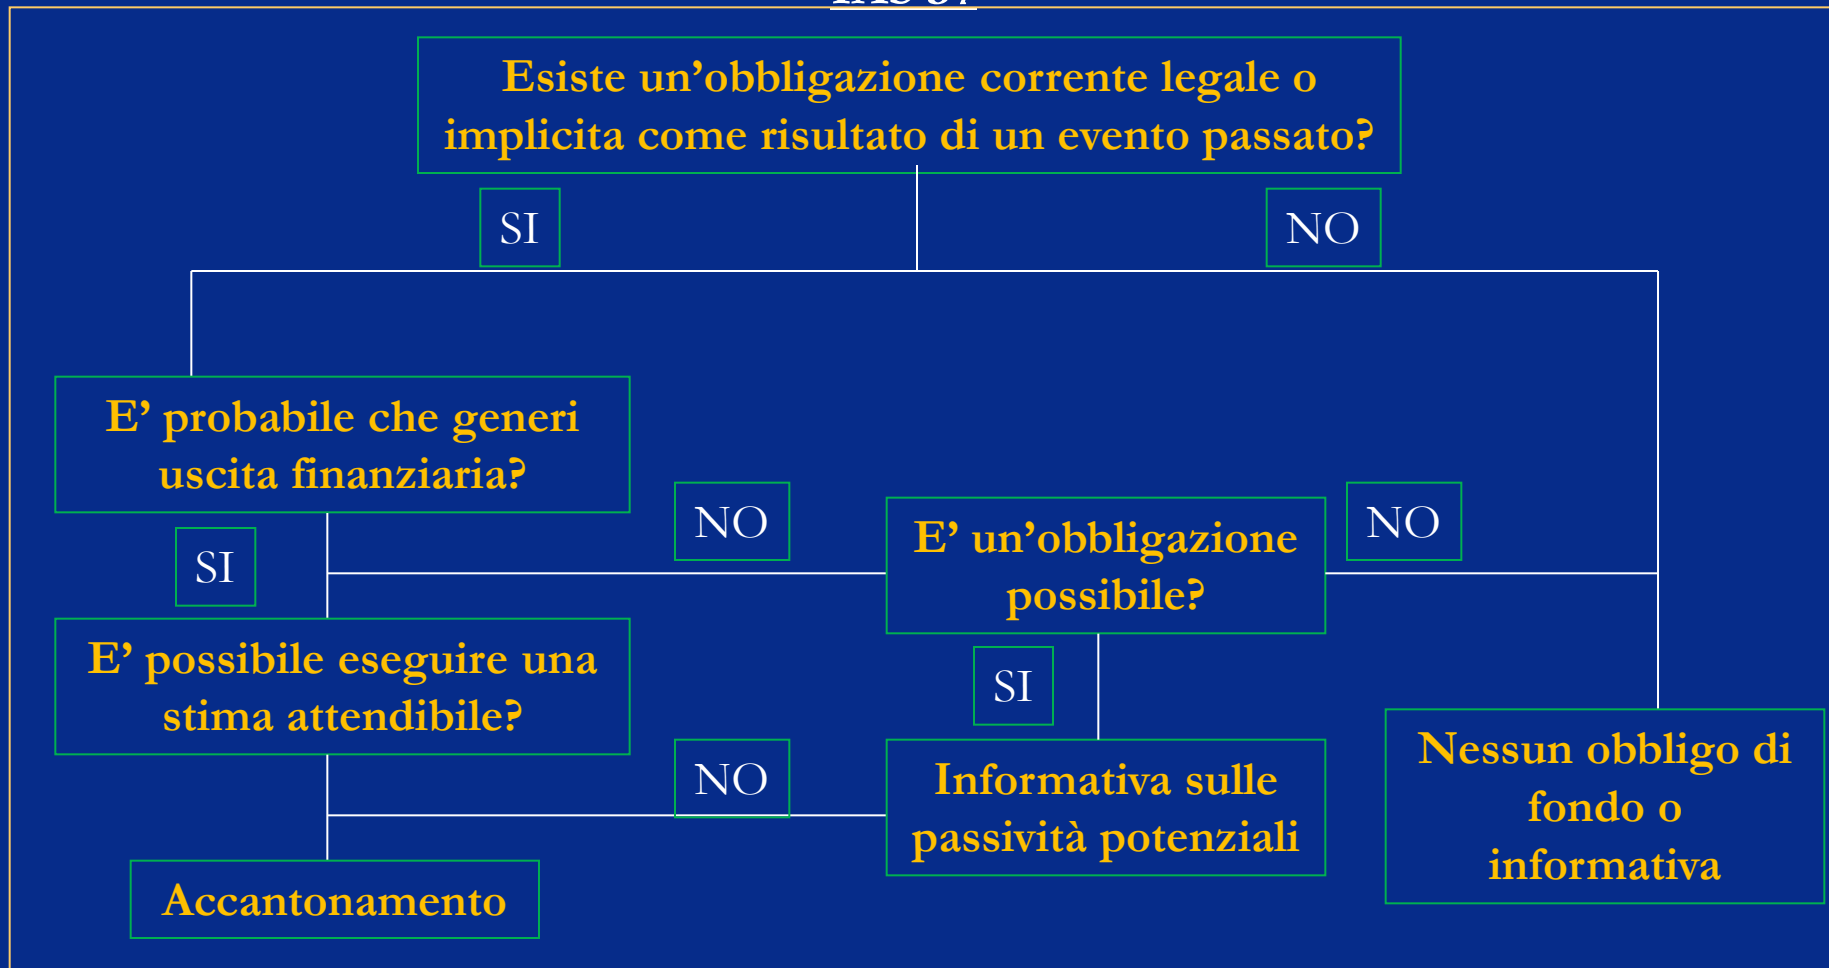 IAS 37
Esiste un’obbligazione corrente legale o
implicita come risultato di un evento passato?
SI
NO
E’ probabile che generi
uscita finanziaria?
NO
E’ un’obbligazione
possibile?
NO
SI
E’ possibile eseguire una
stima attendibile?
SI
NO
Informativa sulle
passività potenziali
Nessun obbligo di
fondo o
informativa
Accantonamento